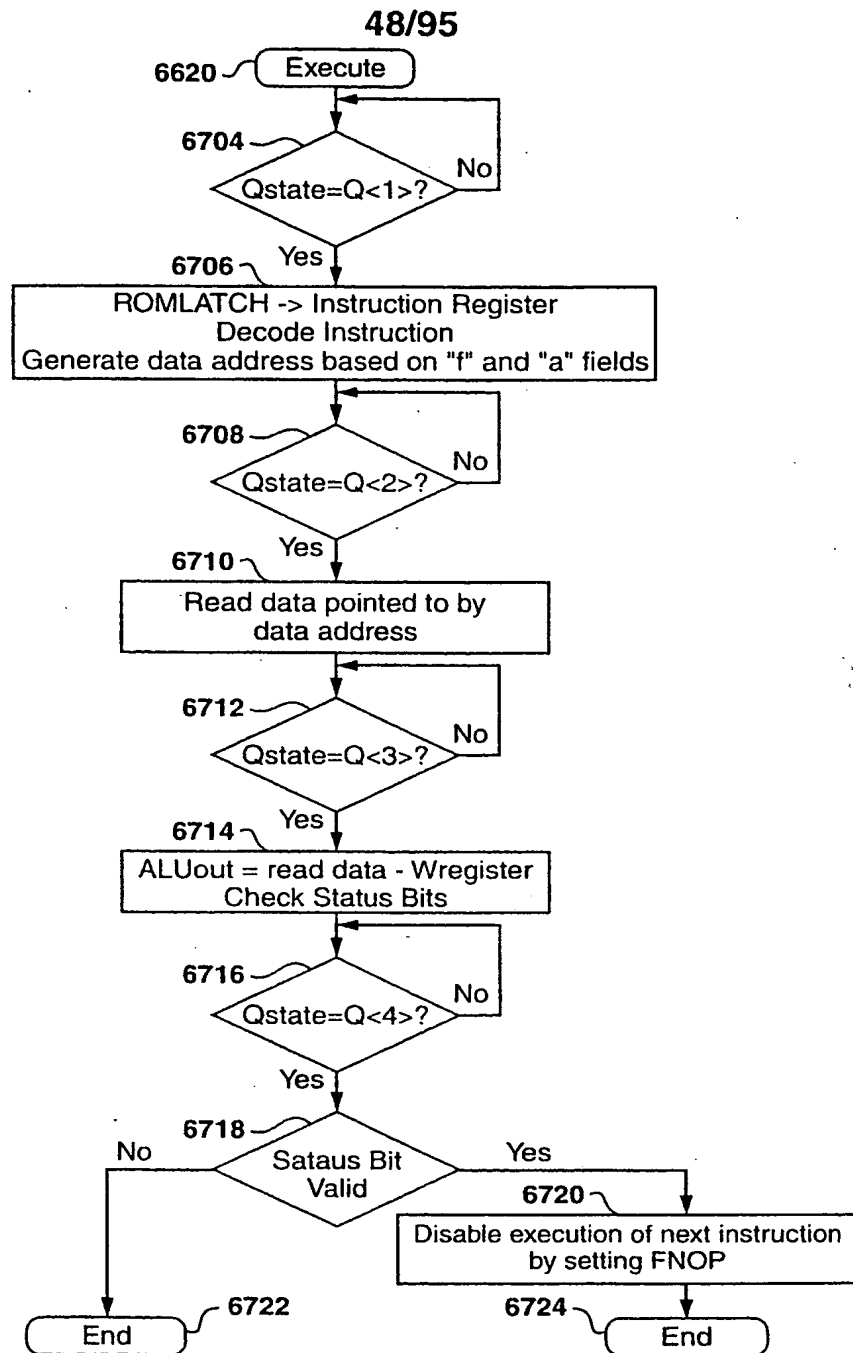 48/95
6620
Execute
6704
No
Qstate=Q<1>?
Yes
6706
ROMLATCH -> Instruction Register
Decode Instruction
Generate data address based on "f" and "a" fields
6708
No
Qstate=Q<2>?
Yes
6710
Read data pointed to by
data address
6712
No
Qstate=Q<3>?
Yes
6714
ALUout = read data - Wregister
Check Status Bits
6716
No
Qstate=Q<4>?
Yes
6718
No
Sataus Bit
Valid
Yes
6720
Disable execution of next instruction
by setting FNOP
6722
End
6724
End